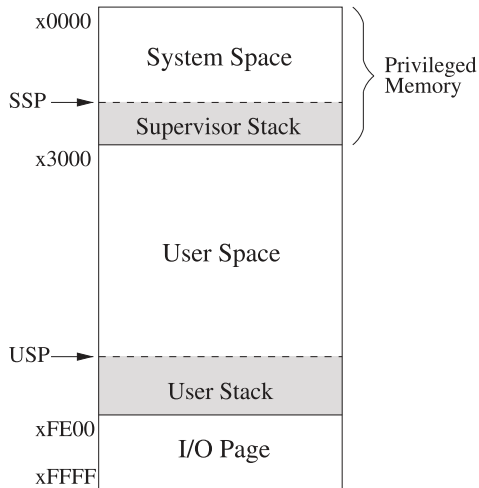 x0000
System Space
Privileged
Memory
SSP
Supervisor Stack
x3000
User Space
USP
User Stack
xFE00
I/O Page
xFFFF